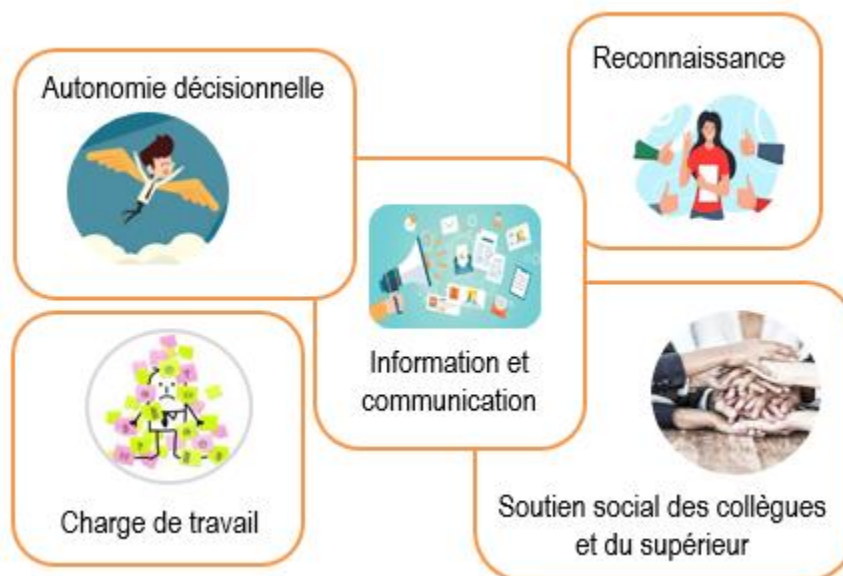 Autonomie décisionnelle
Reconnaissance
Information et
communication
Charge de travail
Soutien social des collègues
et du supérieur